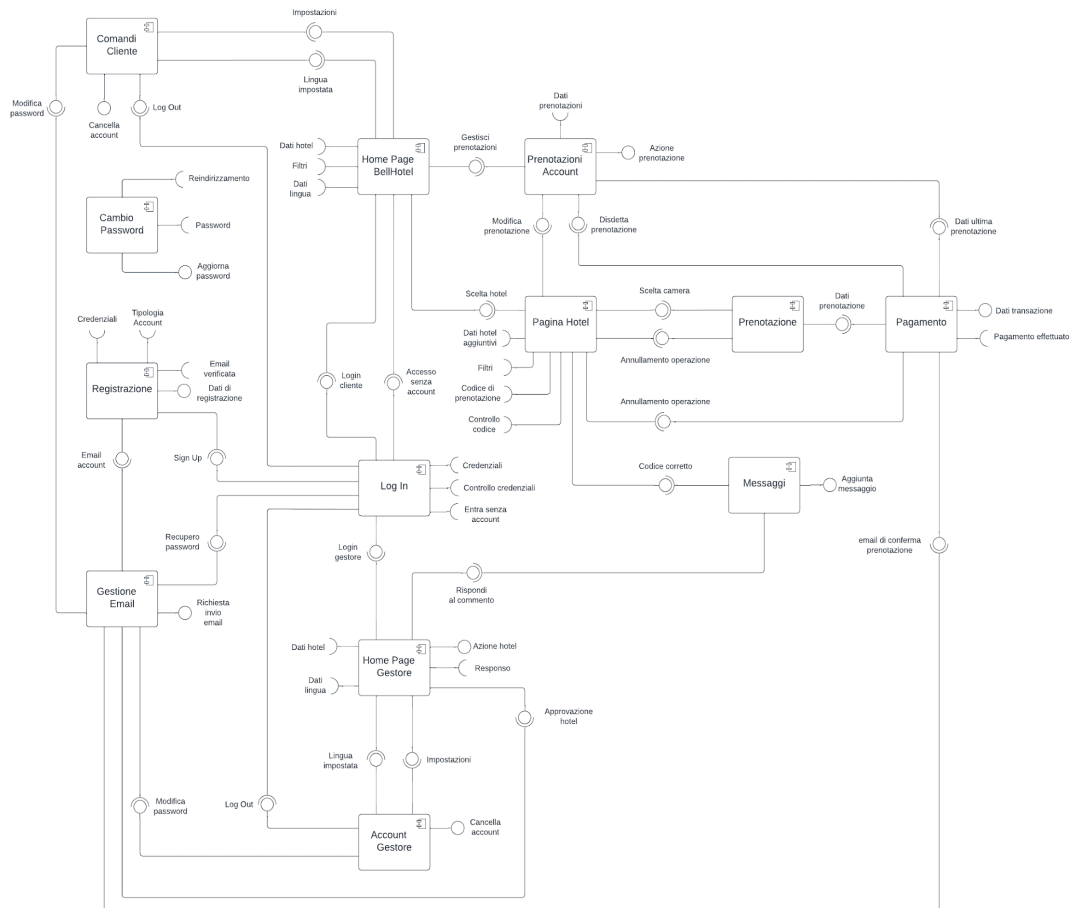 Impostazioni
Comandi
Cliente
Lingua
impostata
Modifica
password
Log Out
Cancella
account
Dati
prenotazioni
Dati hotel
Filtri
Dati
lingua
Home Page
BellHotel
Gestisci
prenotazioni
Prenotazioni
Account
Azione
prenotazione
Reindirizzamento
Cambio
Password
Password
Aggiorna
password
Modifica
prenotazione
Disdetta
prenotazione
Dati ultima
prenotazione
Scelta hotel
Scelta camera
Dati
prenotazione
Credenziali
Tipologia
Account
Pagina Hotel
Prenotazione
Pagamento
Dati transazione
Pagamento effettuato
Dati hotel
aggiuntivi
Annullamento operazione
Filtri
Codice di
prenotazione
Controllo
codice
Annullamento operazione
Registrazione
Email
verificata
Dati di
registrazione
Login
cliente
Accesso
senza
account
Email
account
Sign Up
Log In
Credenziali
Controllo credenziali
Entra senza
account
Codice corretto
Messaggi
Aggiunta
messaggio
Recupero
password
Login
gestore
email di conferma
prenotazione
Gestione
Email
Richiesta
invio
email
Rispondi
al commento
Dati hotel
Dati
lingua
Home Page
Gestore
Azione hotel
Responso
Approvazione
hotel
Lingua
impostata
Impostazioni
Modifica
password
Log Out
Account
Gestore
Cancella
account